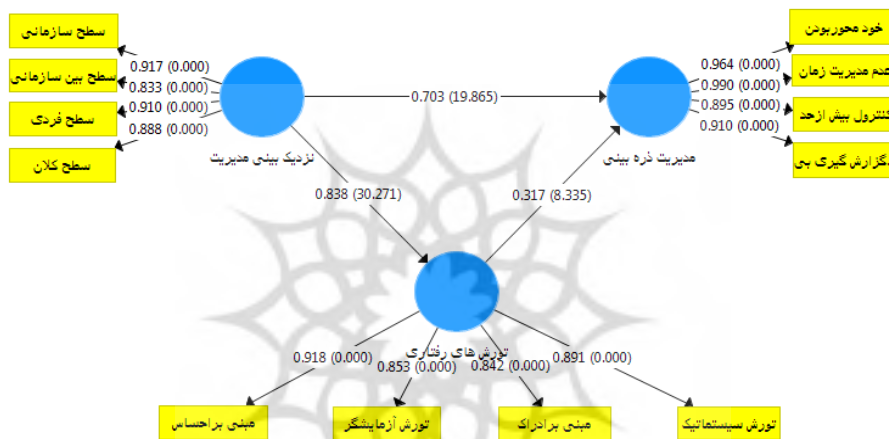 سطح سازمانی
سطح بین سازمانی
سطح فردی
سطح کلان
0.917 (0.000)
0.833 (0.000)
0.910 (0.000)
0.888 (0.000)
نزدیک بینی مدیریت
0.703 (19.865)
خود محوربودن
عدم مدیریت زمان
کنترول بیش ازحد
گزارش گیری بی
0.964 (0.000)
0.990 (0.000)
0.895 (0.000)
0.910 (0.000)
مدیریت ذره بینی
0.838 (30.271)
0.317 (8.335)
تورش های رفتاری
0.918 (0.000)
0.853 (0.000)
0.842 (0.000)
0.891 (0.000)
مبنی براحساس
تورش آزمایشگر
مبنی برادراک
تورش سیستماتیک